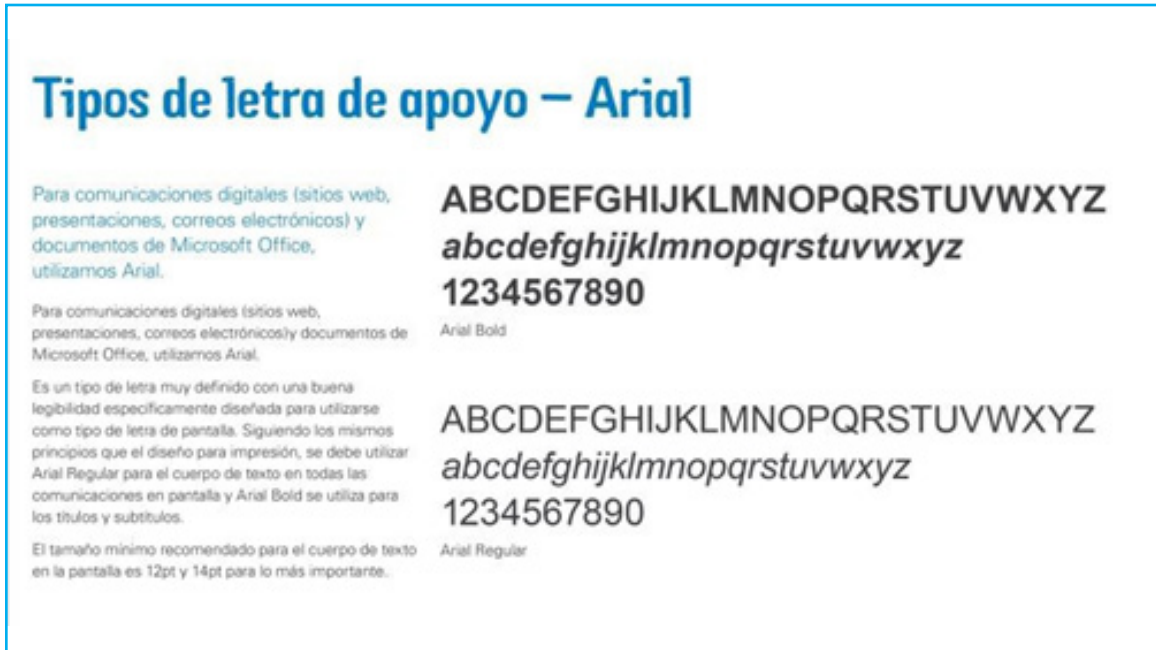 Tipos de letra de apoyo – Arial
Para comunicaciones digitales (sitios web,
presentaciones, correos electrónicos) y
documentos de Microsoft Office,
utilizamos Arial.
Para comunicaciones digitales (sitios web,
presentaciones, correos electrónicos)y documentos de
Microsoft Office, utilizamos Arial.
Es un tipo de letra muy definido con una buena
legibilidad específicamente diseñada para utilizarse
como tipo de letra de pantalla. Siguiendo los mismos
principios que el diseño para impresión, se debe utilizar
Arial Regular para el cuerpo de texto en todas las
comunicaciones en pantalla y Arial Bold se utiliza para
los títulos y subtítulos.
El tamaño mínimo recomendado para el cuerpo de texto
en la pantalla es 12pt y 14pt para lo más importante.
ABCDEFGHIJKLMNOPQRSTUVWXYZ
abcdefghijklmnopqrstuvwxyz
1234567890
Arial Bold
ABCDEFGHIJKLMNOPQRSTUVWXYZ
abcdefghijklmnopqrstuvwxyz
1234567890
Arial Regular